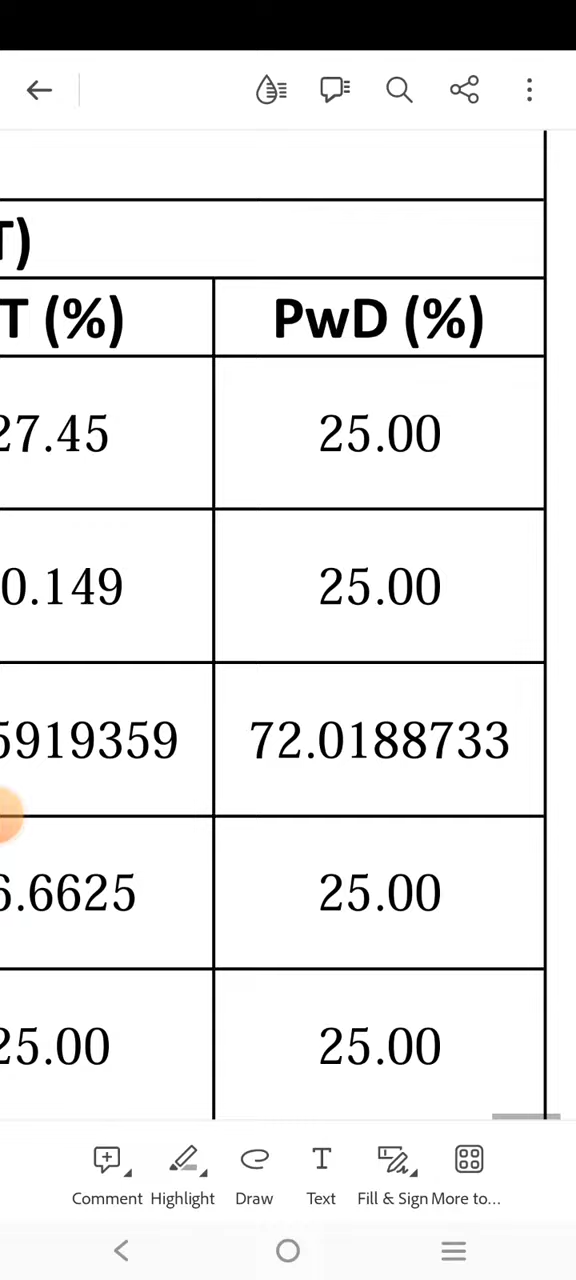 T)
T (%) PwD (%)
27.45 25.00
0.149 25.00
5919359 72.0188733
6.6625 25.00
25.00 25.00
Comment Highlight Draw Text Fill & Sign More to...